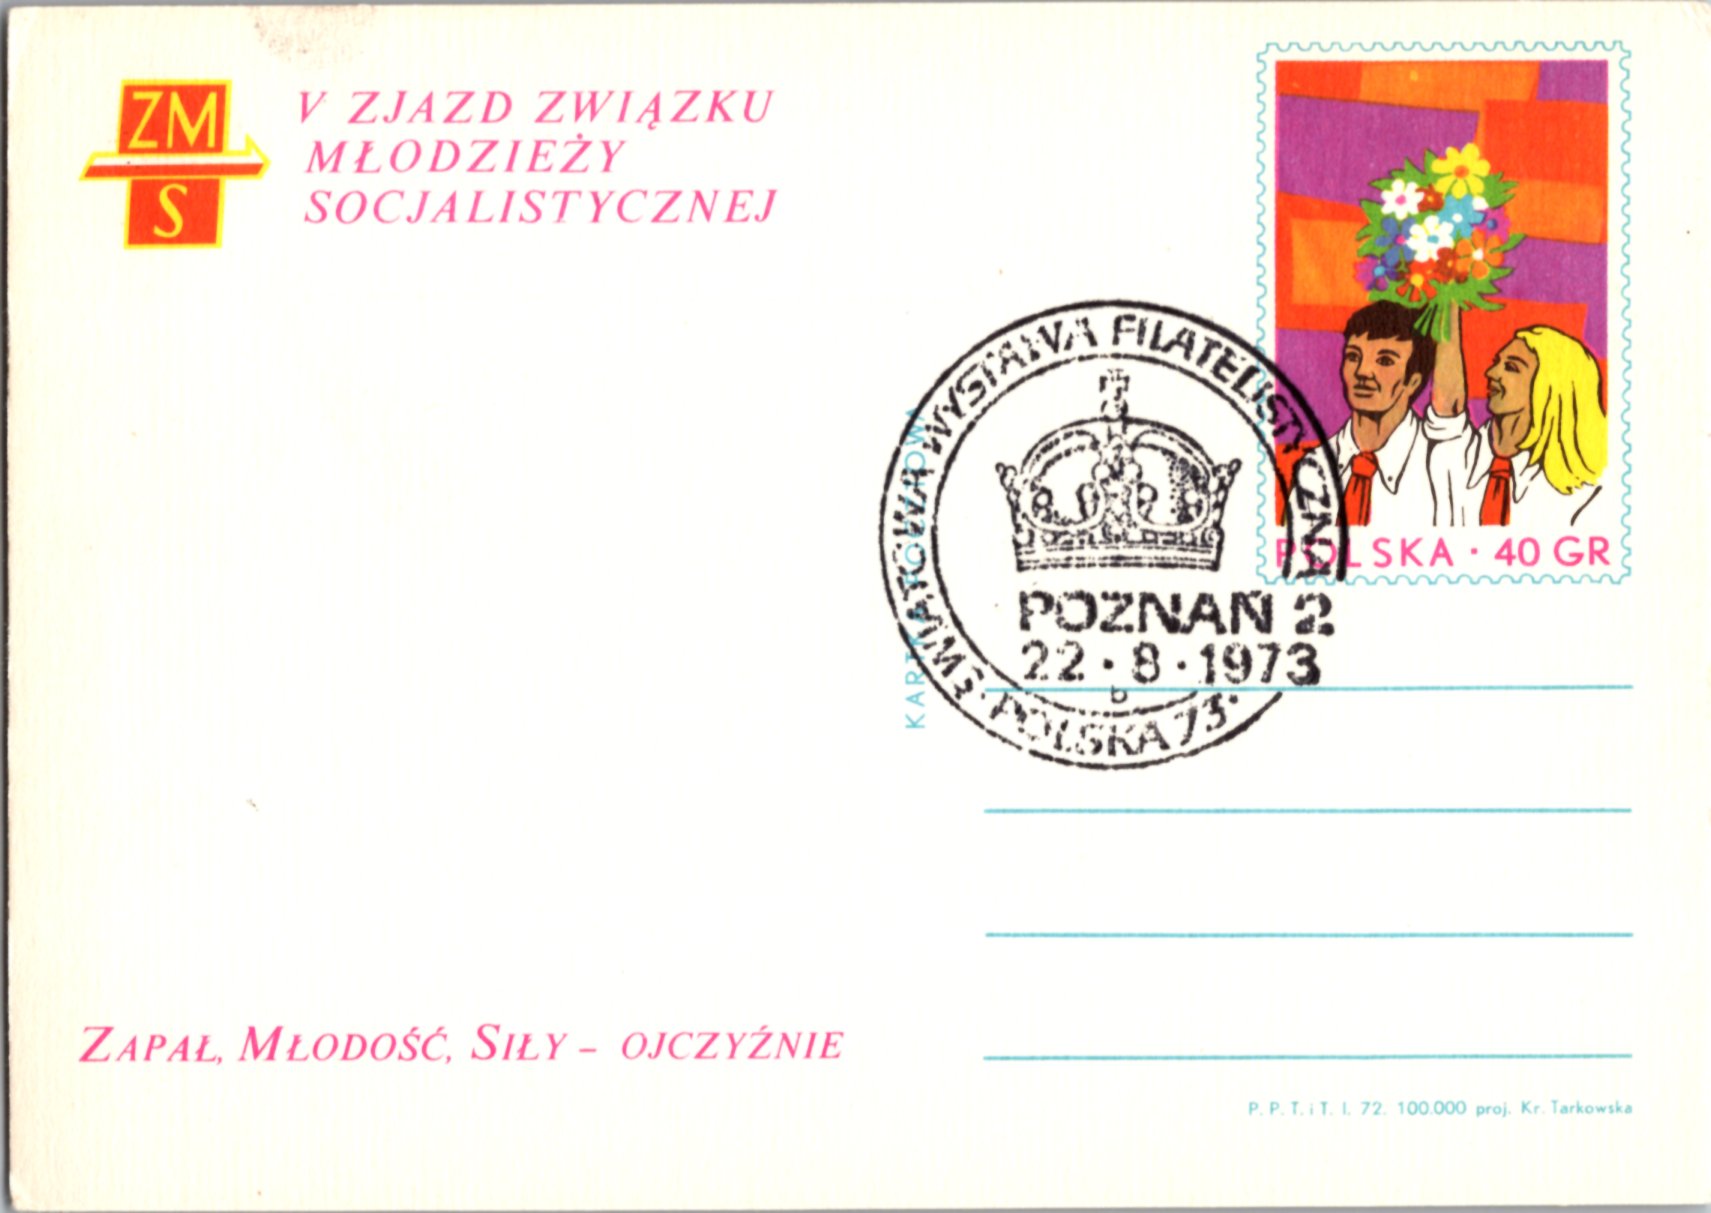 ZM
S
V ZJAZD ZWIĄZKU
MŁODZIEŻY
SOCJALISTYCZNEJ
POLSKA · 40 GR
KARTKA POCZTOWA
ŚWIATOWA WYSTAWA FILATELISTYCZNA
POZNAŃ 2
22 · 8 · 1973
b
· POLSKA 73 ·
ZAPAŁ, MŁODOŚĆ, SIŁY – OJCZYŹNIE
P. P. T. i T. I. 72. 100.000 proj. Kr. Tarkowska